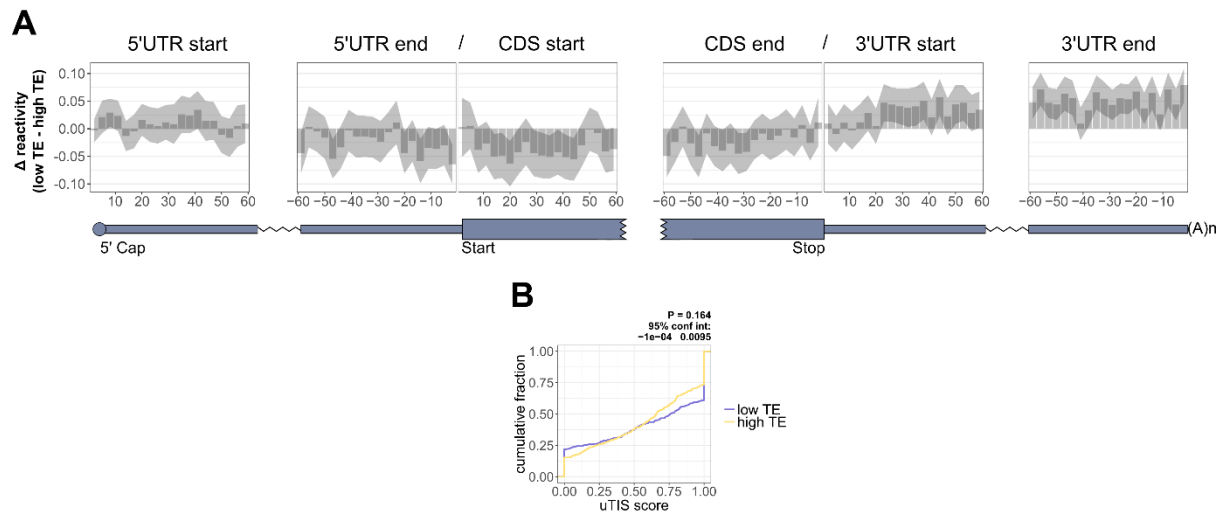 A
5'UTR start
5'UTR end / CDS start
CDS end / 3'UTR start
3'UTR end
Δ reactivity
(low TE - high TE)
0.10
0.05
0.00
-0.05
-0.10
10 20 30 40 50 60
−60 −50 −40 −30 −20 −10
10 20 30 40 50 60
−60 −50 −40 −30 −20 −10
10 20 30 40 50 60
−60 −50 −40 −30 −20 −10
5' Cap
Start
Stop
(A)n
B
P = 0.164
95% conf int:
−1e−04 0.0095
cumulative fraction
1.00
0.75
0.50
0.25
0.00
0.00 0.25 0.50 0.75 1.00
uTIS score
low TE
high TE